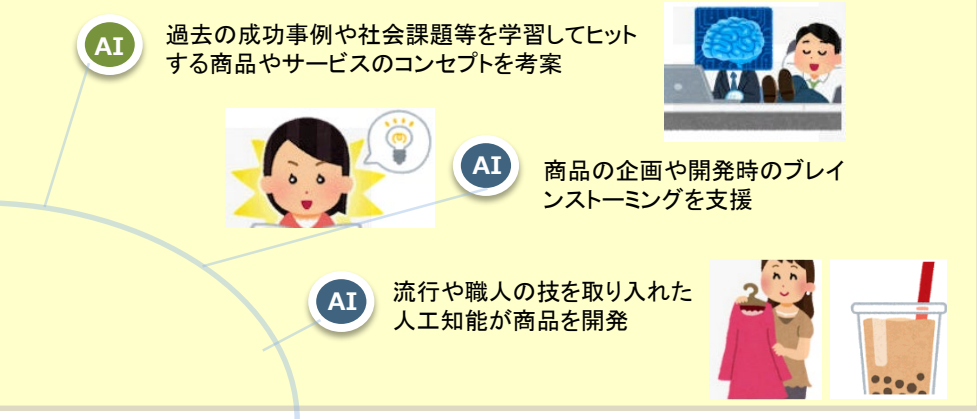 AI
過去の成功事例や社会課題等を学習してヒット
する商品やサービスのコンセプトを考案
AI
商品の企画や開発時のブレイ
ンストーミングを支援
AI
流行や職人の技を取り入れた
人工知能が商品を開発